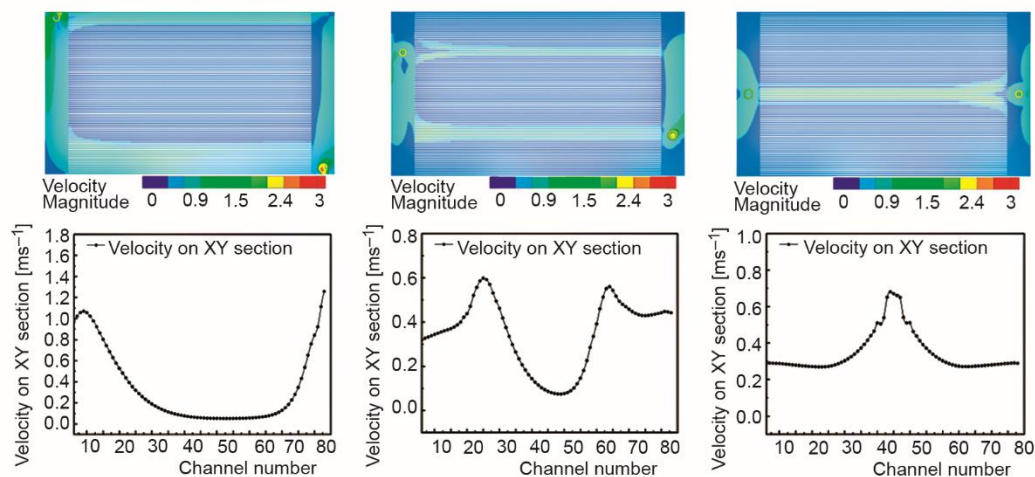 Velocity
Magnitude 0 0.9 1.5 2.4 3
Velocity
Magnitude 0 0.9 1.5 2.4 3
Velocity
Magnitude 0 0.9 1.5 2.4 3
Velocity on XY section [ms⁻¹]
1.8
1.6
1.4
1.2
1.0
0.8
0.6
0.4
0.2
0.0
Velocity on XY section
10 20 30 40 50 60 70 80
Channel number
Velocity on XY section [ms⁻¹]
0.8
0.6
0.4
0.2
0.0
Velocity on XY section
10 20 30 40 50 60 70 80
Channel number
Velocity on XY section [ms⁻¹]
1.0
0.8
0.6
0.4
0.2
0.0
Velocity on XY section
10 20 30 40 50 60 70 80
Channel number